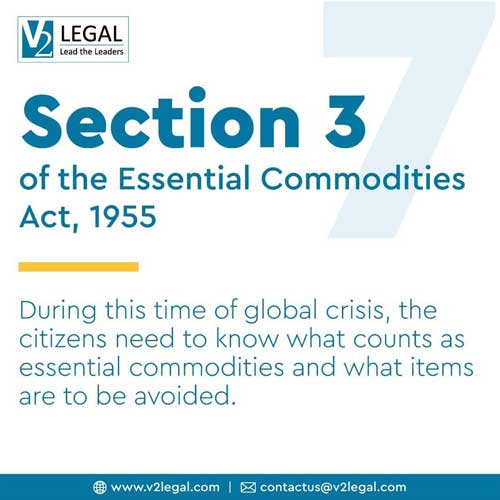 V2 LEGAL
Lead the Leaders
7
Section 3
of the Essential Commodities
Act, 1955
During this time of global crisis, the
citizens need to know what counts as
essential commodities and what items
are to be avoided.
www.v2legal.com | contactus@v2legal.com